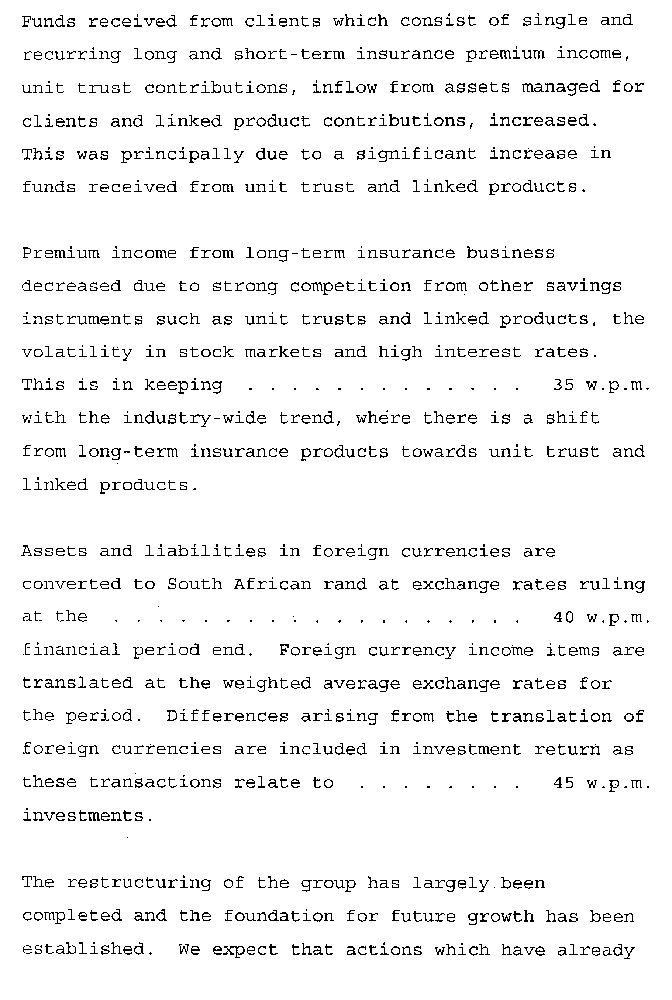 Funds received from clients which consist of single and
recurring long and short-term insurance premium income,
unit trust contributions, inflow from assets managed for
clients and linked product contributions, increased.
This was principally due to a significant increase in
funds received from unit trust and linked products.
Premium income from long-term insurance business
decreased due to strong competition from other savings
instruments such as unit trusts and linked products, the
volatility in stock markets and high interest rates.
This is in keeping . . . . . . . . . . . . . 35 w.p.m.
with the industry-wide trend, where there is a shift
from long-term insurance products towards unit trust and
linked products.
Assets and liabilities in foreign currencies are
converted to South African rand at exchange rates ruling
at the . . . . . . . . . . . . . . . . . . . 40 w.p.m.
financial period end.  Foreign currency income items are
translated at the weighted average exchange rates for
the period.  Differences arising from the translation of
foreign currencies are included in investment return as
these transactions relate to . . . . . . . . 45 w.p.m.
investments.
The restructuring of the group has largely been
completed and the foundation for future growth has been
established.  We expect that actions which have already